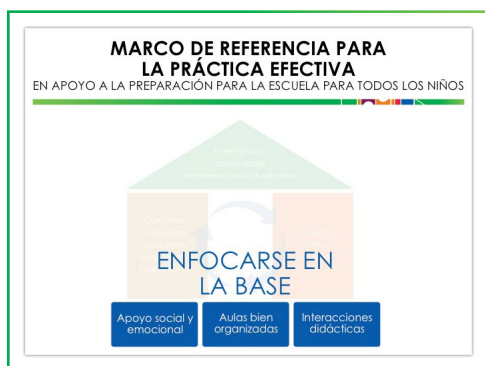 MARCO DE REFERENCIA PARA
LA PRÁCTICA EFECTIVA
EN APOYO A LA PREPARACIÓN PARA LA ESCUELA PARA TODOS LOS NIÑOS
ENFOCARSE EN
LA BASE
Apoyo social y
emocional
Aulas bien
organizadas
Interacciones
didácticas